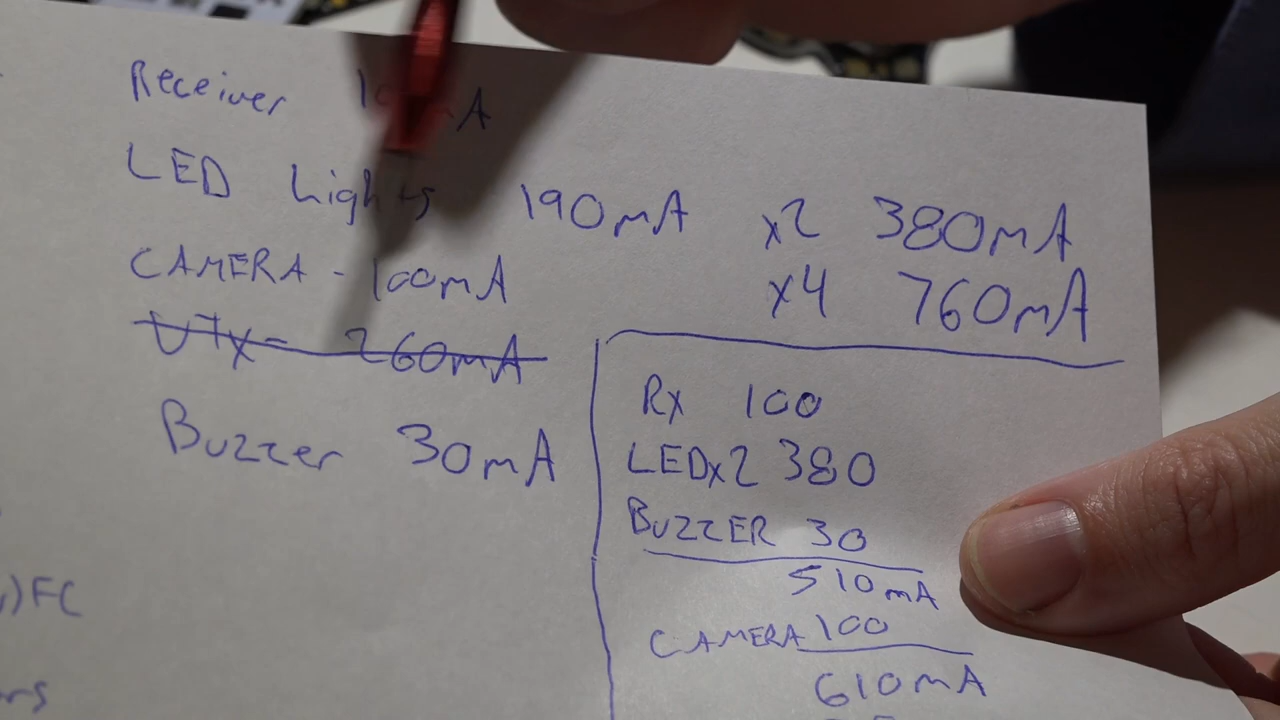 Receiver 100mA
LED Lights 190mA x2 380mA
x4 760mA
CAMERA - 100mA
VTx - 260mA
Buzzer 30mA
Rx 100
LEDx2 380
BUZZER 30
510mA
CAMERA 100
610mA
FC